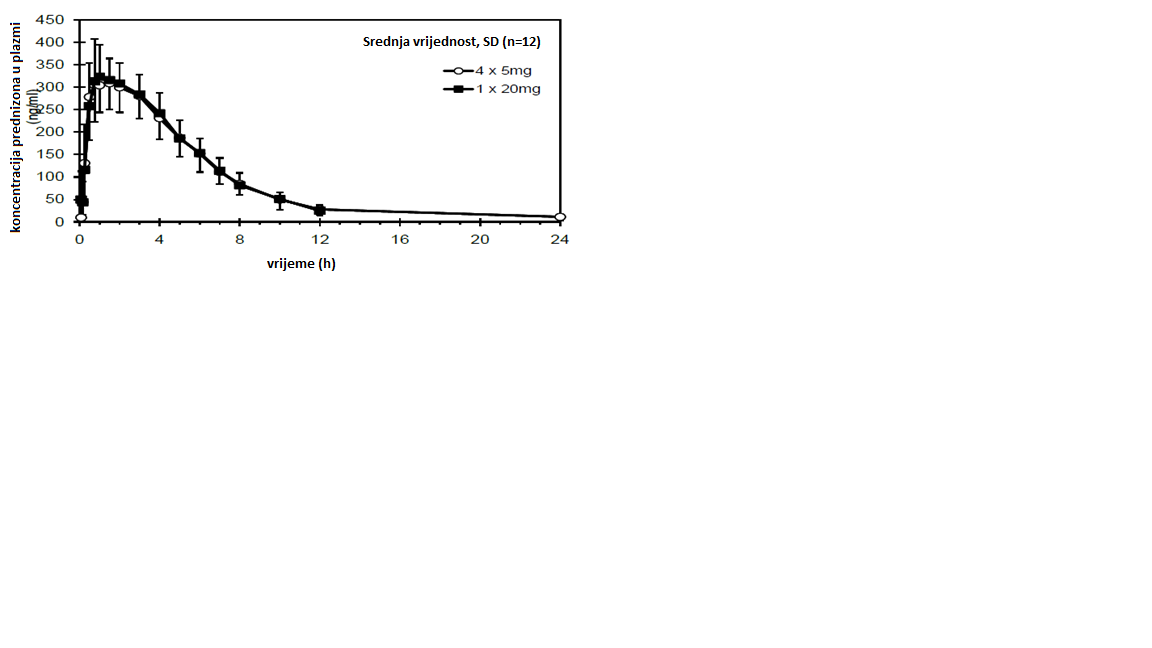 koncentracija prednizona u plazmi
(ng/ml)
450
400
350
300
250
200
150
100
50
0
Srednja vrijednost, SD (n=12)
4 x 5mg
1 x 20mg
0 4 8 12 16 20 24
vrijeme (h)